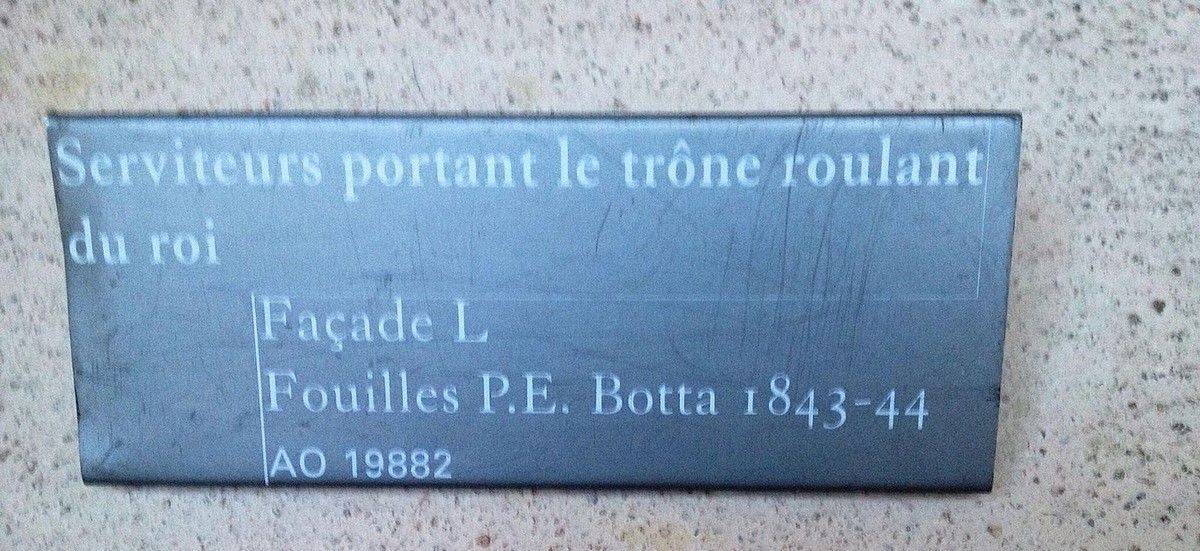 Serviteurs portant le trône roulant
du roi
Façade L
Fouilles P.E. Botta 1843-44
AO 19882